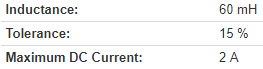 Inductance: 60 mH
Tolerance: 15 %
Maximum DC Current: 2 A